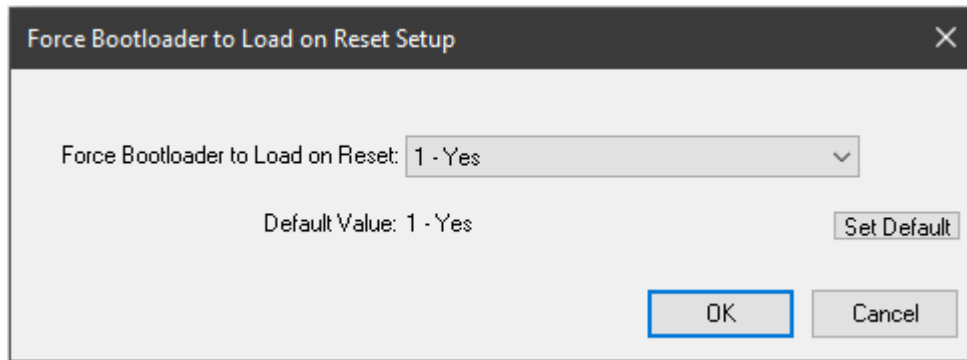 Force Bootloader to Load on Reset Setup
Force Bootloader to Load on Reset: 1 - Yes
Default Value: 1 - Yes
Set Default
OK
Cancel